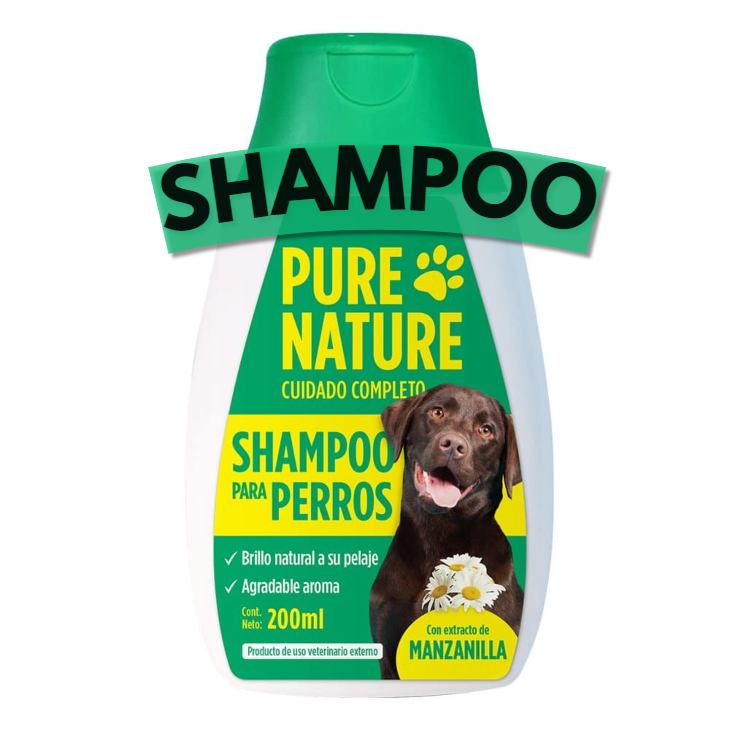 SHAMPOO
PURE
NATURE
CUIDADO COMPLETO
SHAMPOO
PARA PERROS
✓ Brillo natural a su pelaje
✓ Agradable aroma
Cont.
Neto: 200ml
Producto de uso veterinario externo
Con extracto de
MANZANILLA